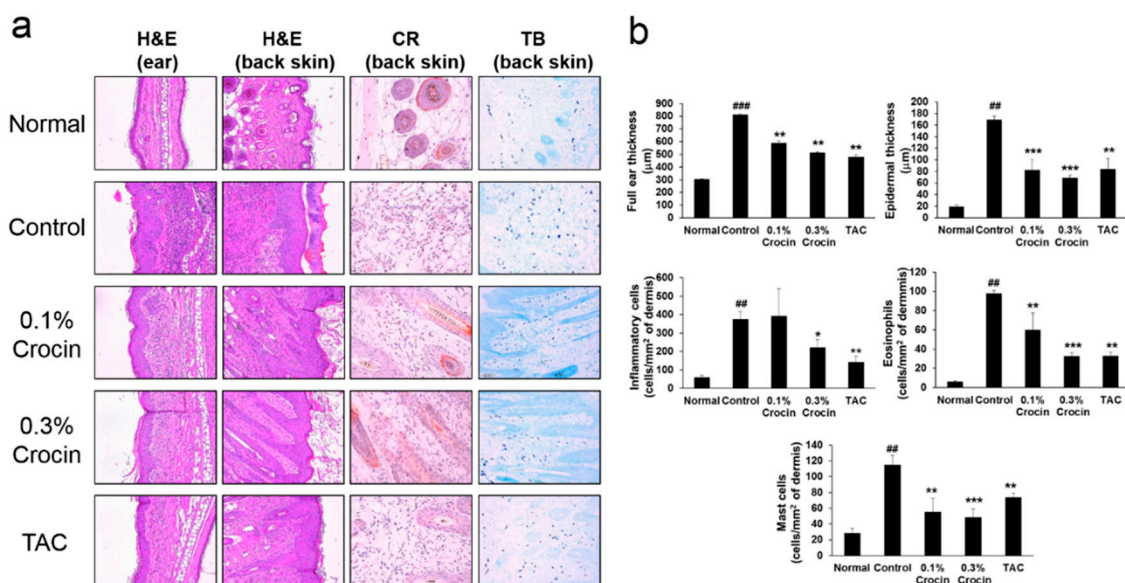 a
H&E
(ear)
H&E
(back skin)
CR
(back skin)
TB
(back skin)
Normal
Control
0.1%
Crocin
0.3%
Crocin
TAC
b
Full ear thickness
(μm)
900
800
700
600
500
400
300
200
100
0
###
**
**
**
Normal Control 0.1% 0.3% TAC
Crocin Crocin
Epidermal thickness
(μm)
200
180
160
140
120
100
80
60
40
20
0
##
***
***
**
Normal Control 0.1% 0.3% TAC
Crocin Crocin
Inflammatory cells
(cells/mm² of dermis)
600
500
400
300
200
100
0
##
*
**
Normal Control 0.1% 0.3% TAC
Crocin Crocin
Eosinophils
(cells/mm² of dermmis)
120
100
80
60
40
20
0
##
**
***
**
Normal Control 0.1% 0.3% TAC
Crocin Crocin
Mast cells
(cells/mm² of dermis)
140
120
100
80
60
40
20
0
##
**
***
**
Normal Control 0.1% 0.3% TAC
Crocin Crocin